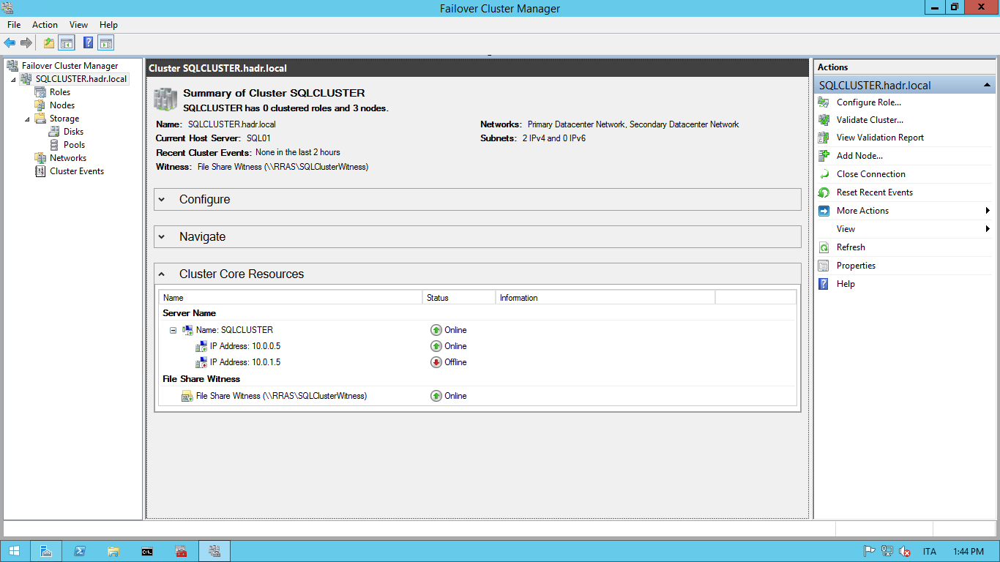 Failover Cluster Manager
File Action View Help
Failover Cluster Manager
SQLCLUSTER.hadr.local
Roles
Nodes
Storage
Disks
Pools
Networks
Cluster Events
Cluster SQLCLUSTER.hadr.local
Summary of Cluster SQLCLUSTER
SQLCLUSTER has 0 clustered roles and 3 nodes.
Name: SQLCLUSTER.hadr.local
Networks: Primary Datacenter Network, Secondary Datacenter Network
Current Host Server: SQL01
Subnets: 2 IPv4 and 0 IPv6
Recent Cluster Events: None in the last 2 hours
Witness: File Share Witness (\\RRAS\SQLClusterWitness)
Configure
Navigate
Cluster Core Resources
Name Status Information
Server Name
Name: SQLCLUSTER Online
IP Address: 10.0.0.5 Online
IP Address: 10.0.1.5 Offline
File Share Witness
File Share Witness (\\RRAS\SQLClusterWitness) Online
Actions
SQLCLUSTER.hadr.local
Configure Role...
Validate Cluster...
View Validation Report
Add Node...
Close Connection
Reset Recent Events
More Actions
View
Refresh
Properties
Help
ITA 1:44 PM